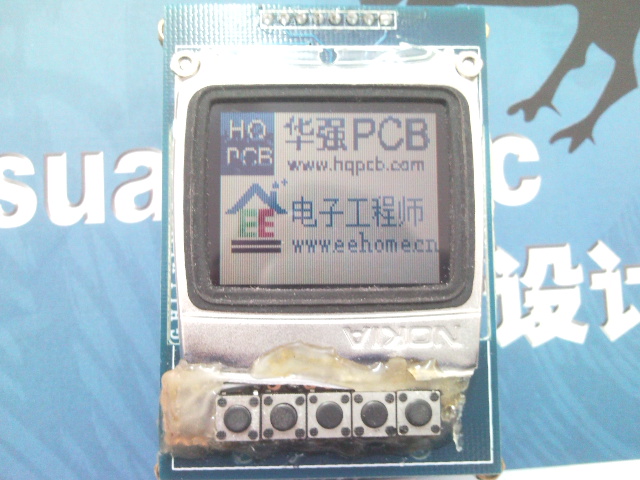 HQ
PCB
华强PCB
www.hqpcb.com
EE
电子工程师
www.eehome.cn
NOKIA
sua
c
设计